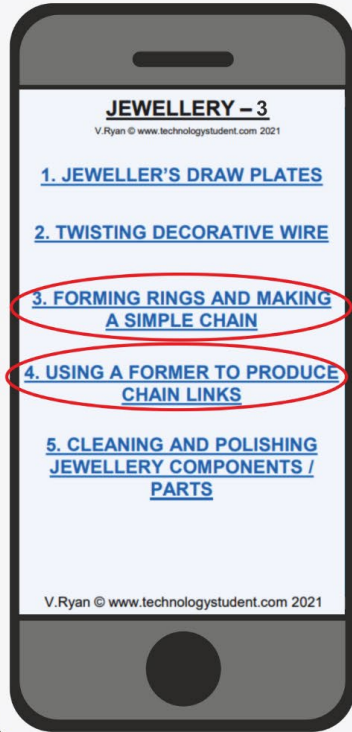 JEWELLERY – 3
V.Ryan © www.technologystudent.com 2021
1. JEWELLER'S DRAW PLATES
2. TWISTING DECORATIVE WIRE
3. FORMING RINGS AND MAKING
A SIMPLE CHAIN
4. USING A FORMER TO PRODUCE
CHAIN LINKS
5. CLEANING AND POLISHING
JEWELLERY COMPONENTS /
PARTS
V.Ryan © www.technologystudent.com 2021